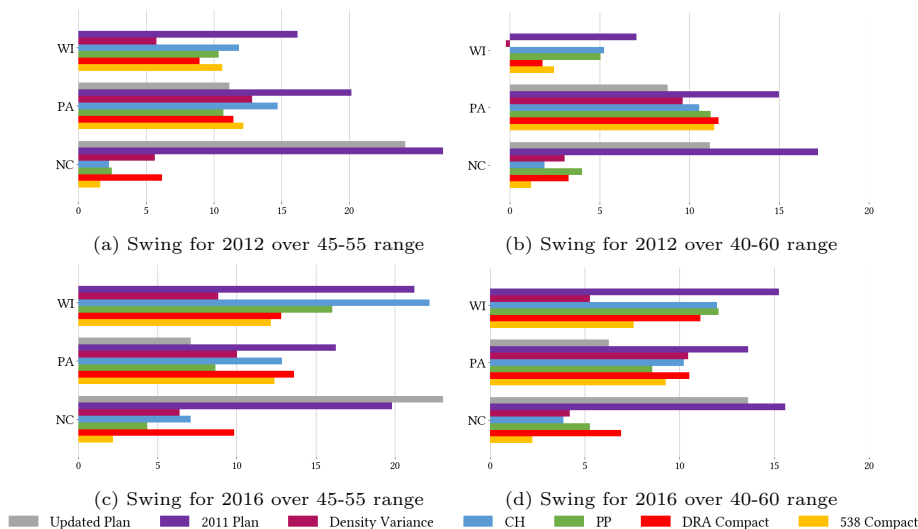 WI
PA
NC
0 5 10 15 20
(a) Swing for 2012 over 45-55 range
WI
PA
NC
0 5 10 15 20
(b) Swing for 2012 over 40-60 range
WI
PA
NC
0 5 10 15 20
(c) Swing for 2016 over 45-55 range
WI
PA
NC
0 5 10 15 20
(d) Swing for 2016 over 40-60 range
Updated Plan 2011 Plan Density Variance CH PP DRA Compact 538 Compact